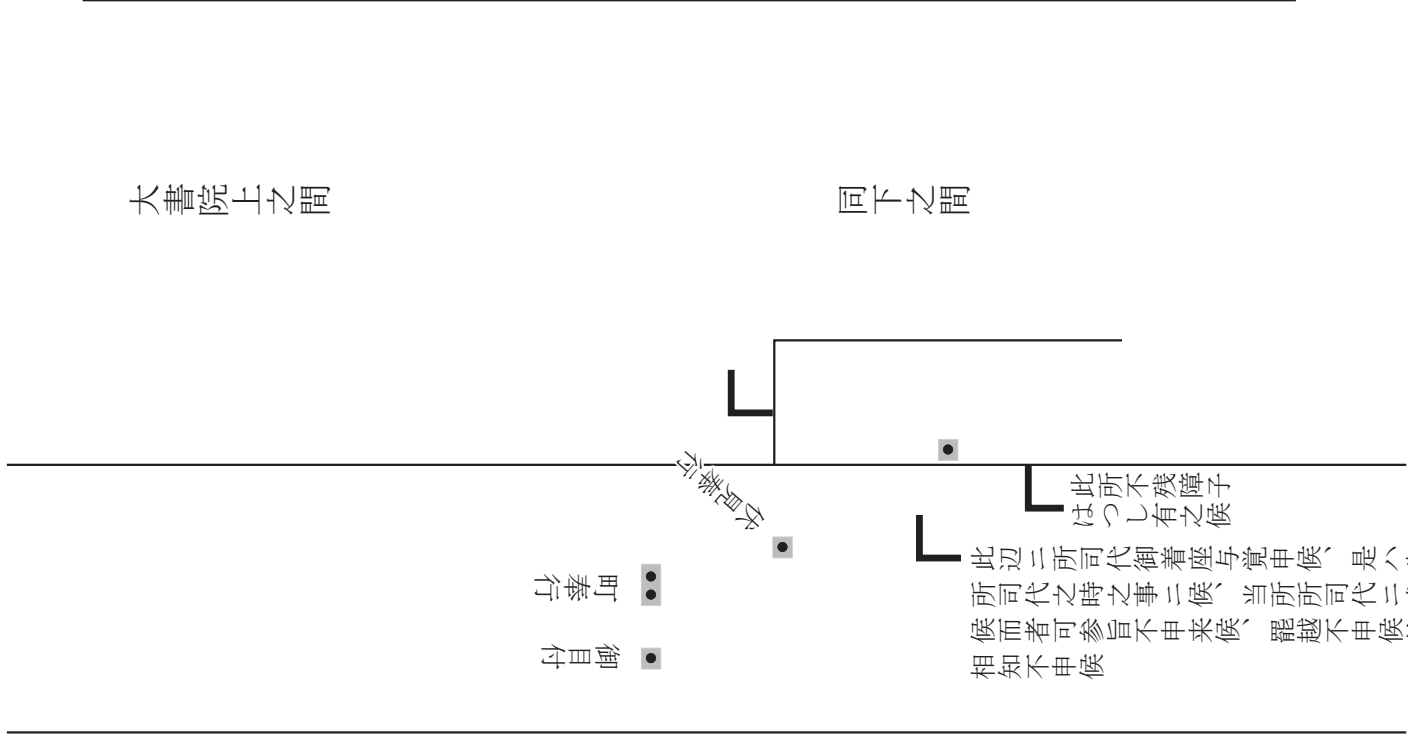 大書院上之間
同下之間
伏見奉行
此所不残障子
はつし有之候
町奉行
御目付
此辺ニ所司代御着座与覚申候、是ハ
所司代之時之事ニ候、当所所司代ニ
候而者可参旨不申来候、罷越不申候
相知不申候